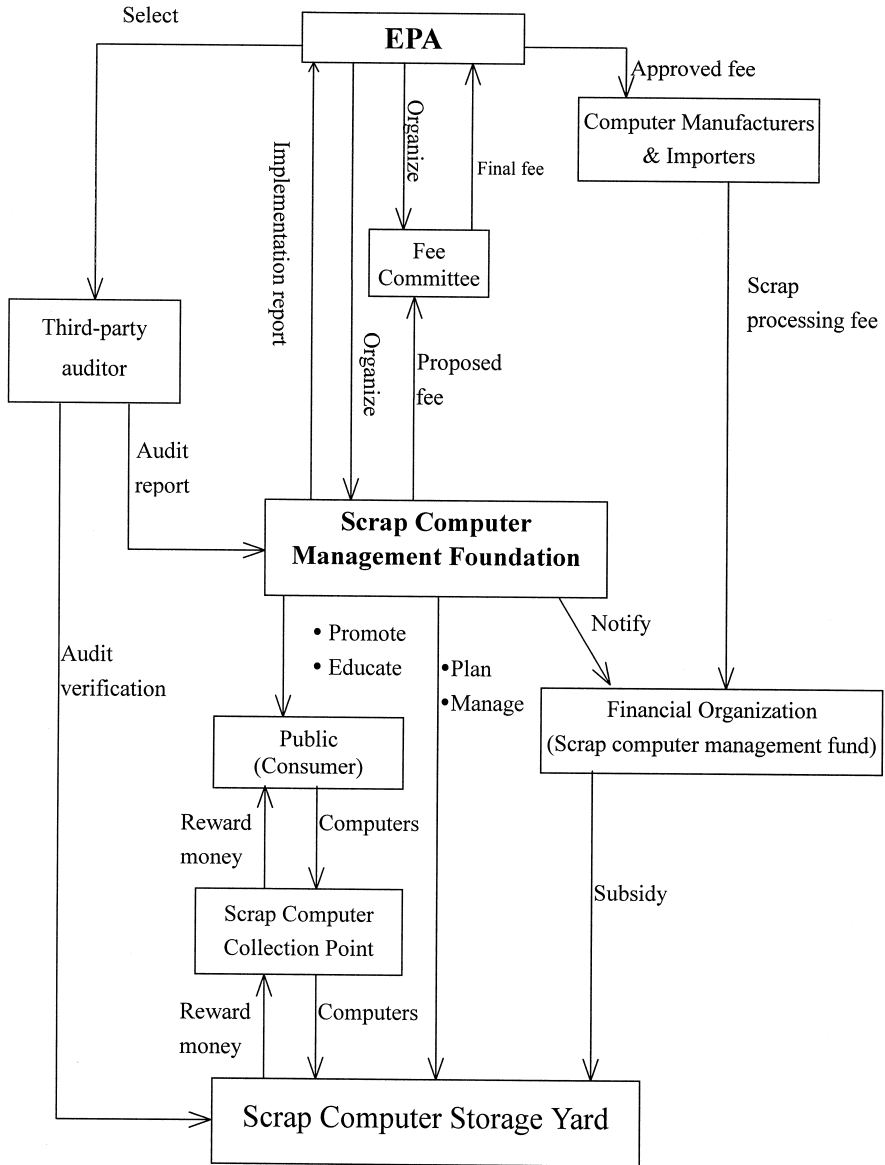 Select
EPA
Approved fee
Computer Manufacturers
& Importers
Organize
Final fee
Implementation report
Fee
Committee
Scrap
processing fee
Third-party
auditor
Organize
Proposed
fee
Audit
report
Scrap Computer
Management Foundation
• Promote
• Educate
Notify
Audit
verification
•Plan
•Manage
Financial Organization
(Scrap computer management fund)
Public
(Consumer)
Reward
money
Computers
Subsidy
Scrap Computer
Collection Point
Reward
money
Computers
Scrap Computer Storage Yard